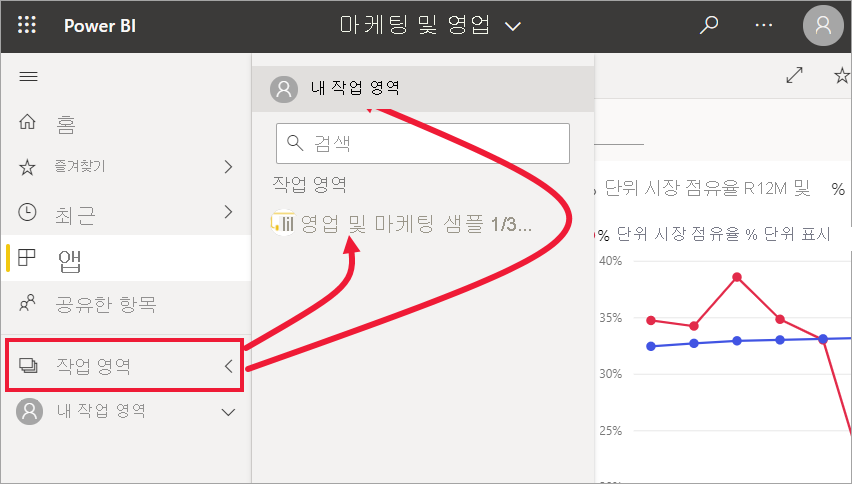 Power BI
마케팅 및 영업
내 작업 영역
홈
검색
즐겨찾기
작업 영역
최근
영업 및 마케팅 샘플 1/3...
앱
공유한 항목
작업 영역
내 작업 영역
% 단위 시장 점유율 R12M 및 %
% 단위 시장 점유율 % 단위 표시
40%
35%
30%
25%